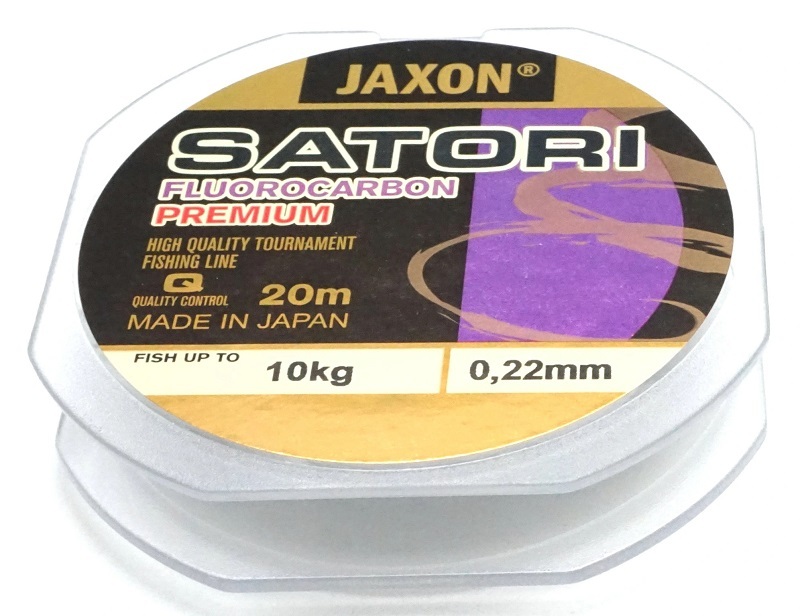 JAXON®
SATORI
FLUOROCARBON
PREMIUM
HIGH QUALITY TOURNAMENT
FISHING LINE
Q
QUALITY CONTROL
20m
MADE IN JAPAN
FISH UP TO
10kg
0,22mm